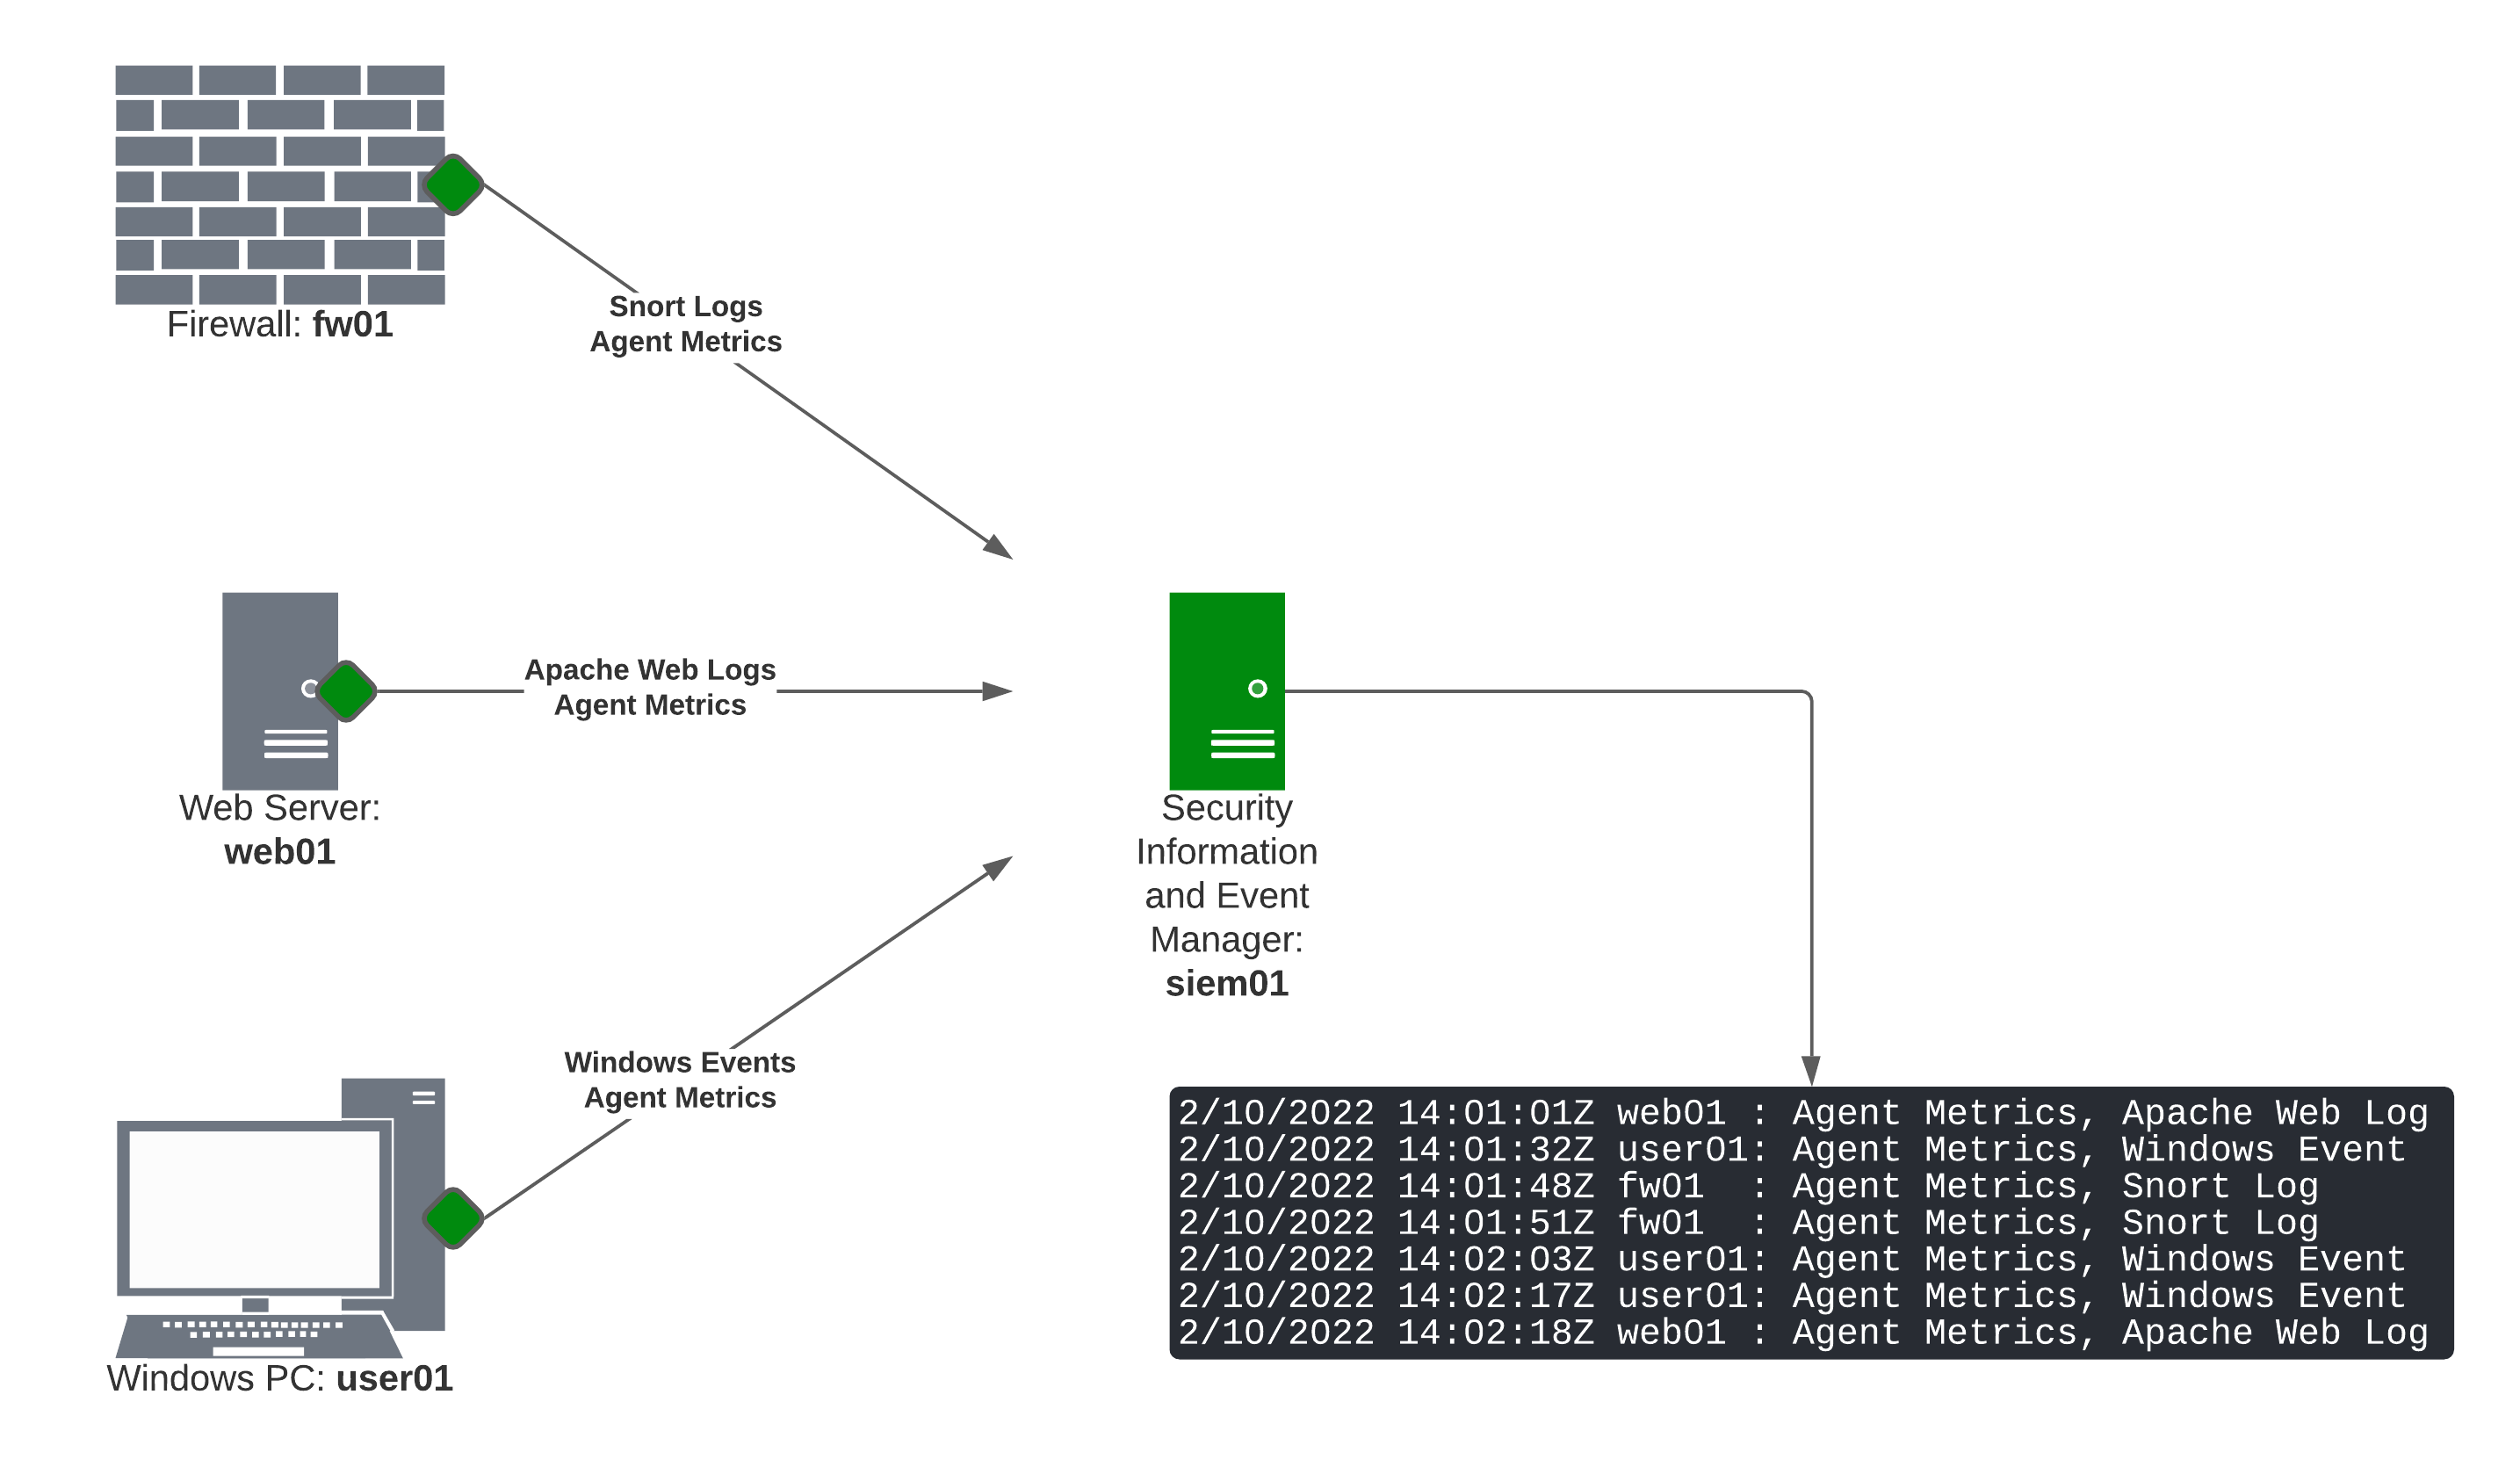 Firewall: fw01
Snort Logs
Agent Metrics
Apache Web Logs
Agent Metrics
Web Server:
web01
Security
Information
and Event
Manager:
siem01
Windows Events
Agent Metrics
Windows PC: user01
2/10/2022 14:01:01Z web01 : Agent Metrics, Apache Web Log
2/10/2022 14:01:32Z user01: Agent Metrics, Windows Event
2/10/2022 14:01:48Z fw01  : Agent Metrics, Snort Log
2/10/2022 14:01:51Z fw01  : Agent Metrics, Snort Log
2/10/2022 14:02:03Z user01: Agent Metrics, Windows Event
2/10/2022 14:02:17Z user01: Agent Metrics, Windows Event
2/10/2022 14:02:18Z web01 : Agent Metrics, Apache Web Log